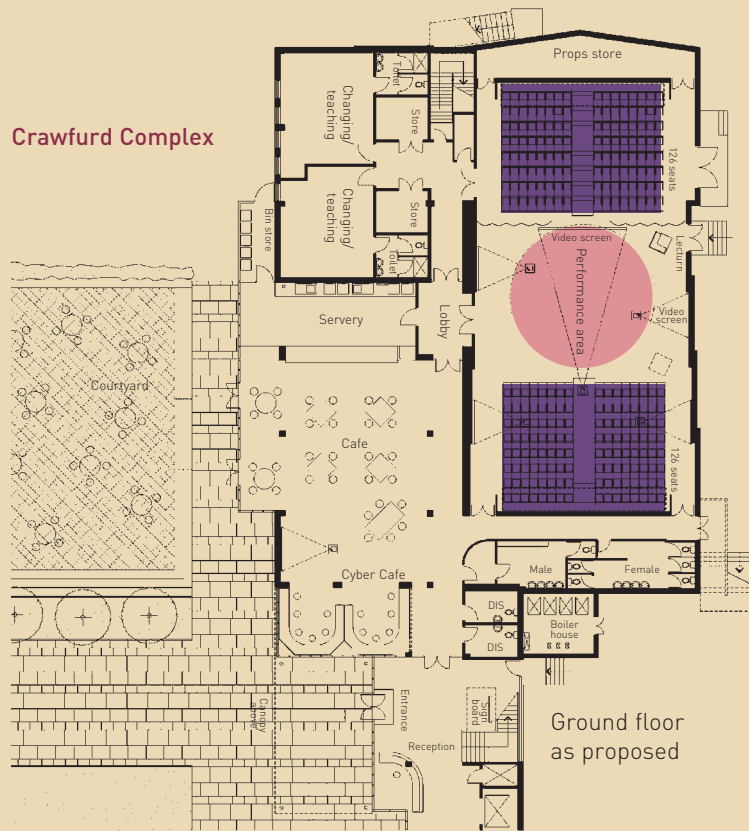 Crawfurd Complex
Props store
Toilet
Changing/
teaching
Store
126 seats
Changing/
teaching
Store
Toilet
Bin store
Video screen
Lecturn
Performance area
Video
screen
Servery
Lobby
Courtyard
Cafe
126 seats
Cyber Cafe
Male
Female
DIS
DIS
Boiler
house
Canopy
above
Entrance
Sign
board
Reception
Ground floor
as proposed